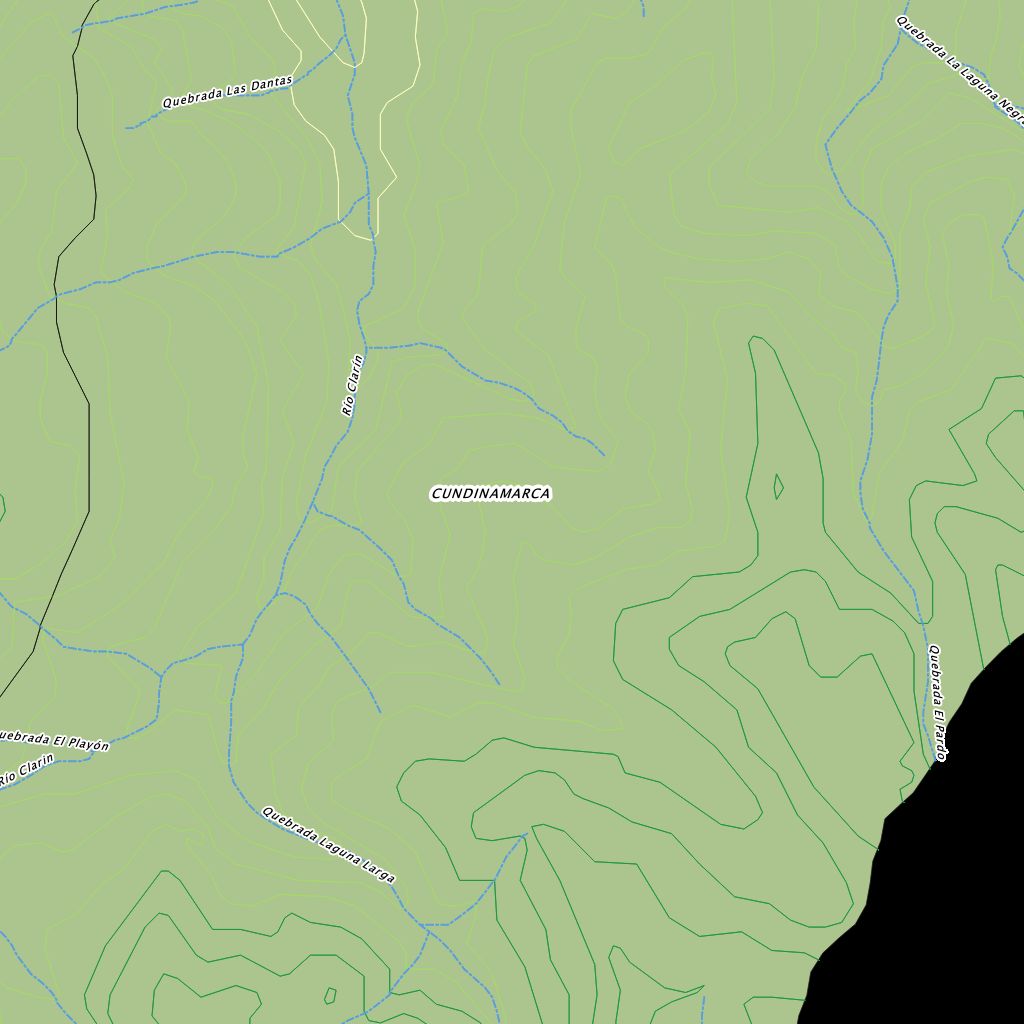 Quebrada La Laguna Negra
Quebrada Las Dantas
Río Clarín
CUNDINAMARCA
Quebrada El Pardo
uebrada El Playón
Río Clarín
Quebrada Laguna Larga